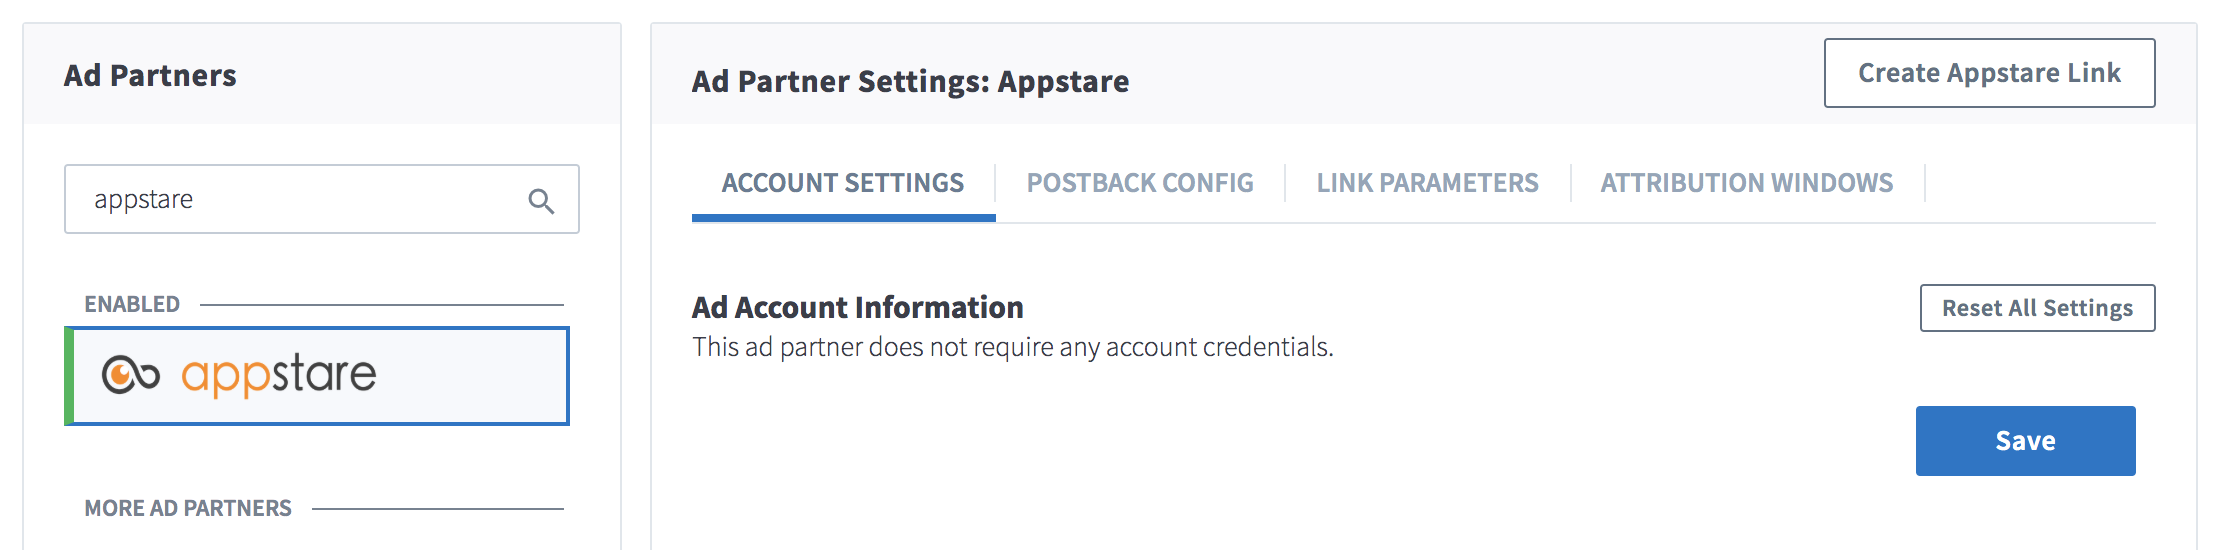 Ad Partners
appstare
ENABLED
appstare
MORE AD PARTNERS
Ad Partner Settings: Appstare
Create Appstare Link
ACCOUNT SETTINGS
POSTBACK CONFIG
LINK PARAMETERS
ATTRIBUTION WINDOWS
Ad Account Information
Reset All Settings
This ad partner does not require any account credentials.
Save